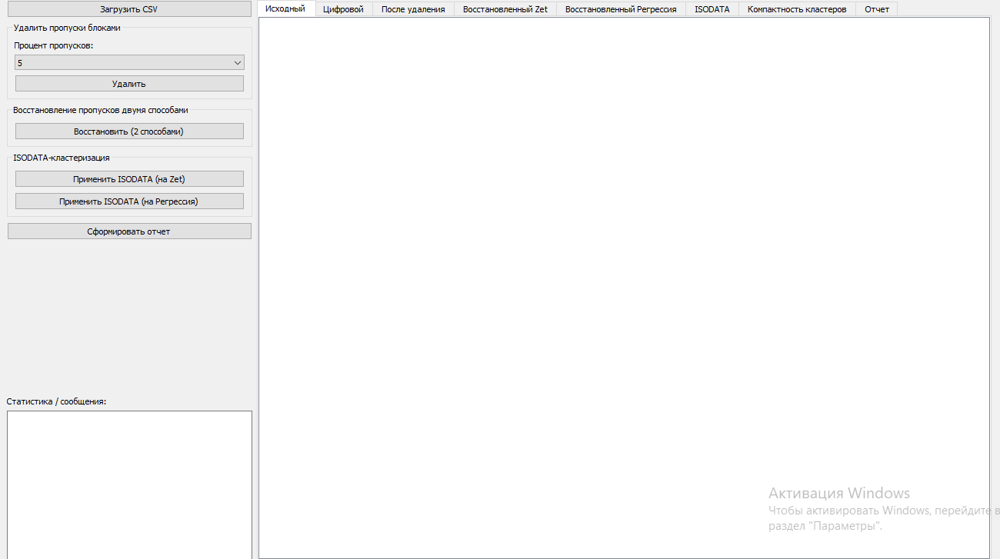 Загрузить CSV
Удалить пропуски блоками
Процент пропусков:
5
Удалить
Восстановление пропусков двумя способами
Восстановить (2 способами)
ISODATA-кластеризация
Применить ISODATA (на Zet)
Применить ISODATA (на Регрессия)
Сформировать отчет
Статистика / сообщения:
Исходный Цифровой После удаления Восстановленный Zet Восстановленный Регрессия ISODATA Компактность кластеров Отчет
Активация Windows
Чтобы активировать Windows, перейдите в
раздел "Параметры".